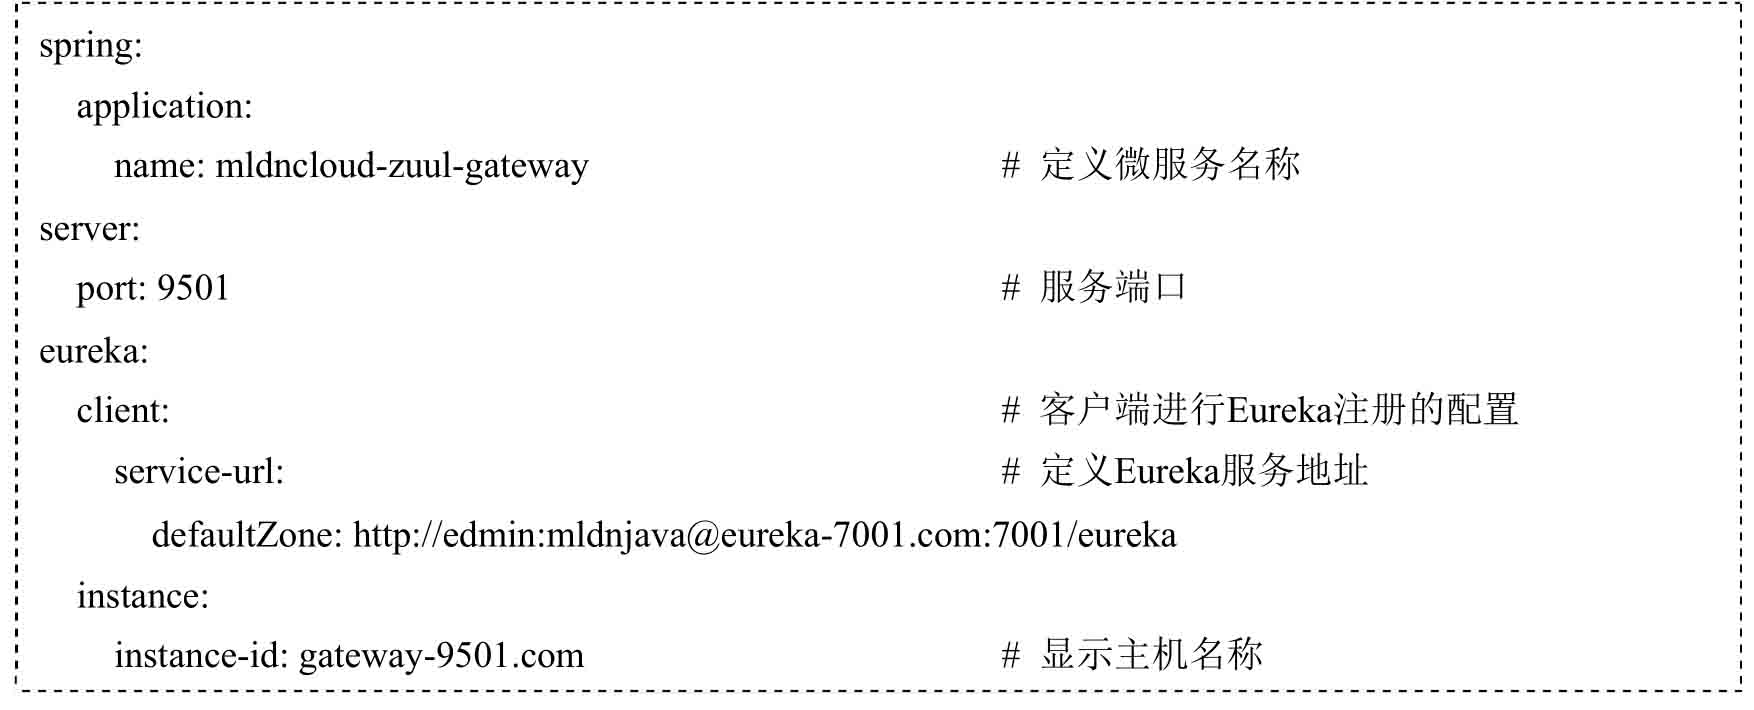 spring:
  application:
    name: mldncloud-zuul-gateway # 定义微服务名称
server:
  port: 9501 # 服务端口
eureka:
  client: # 客户端进行Eureka注册的配置
    service-url: # 定义Eureka服务地址
      defaultZone: http://edmin:mldnjava@eureka-7001.com:7001/eureka
  instance:
    instance-id: gateway-9501.com # 显示主机名称